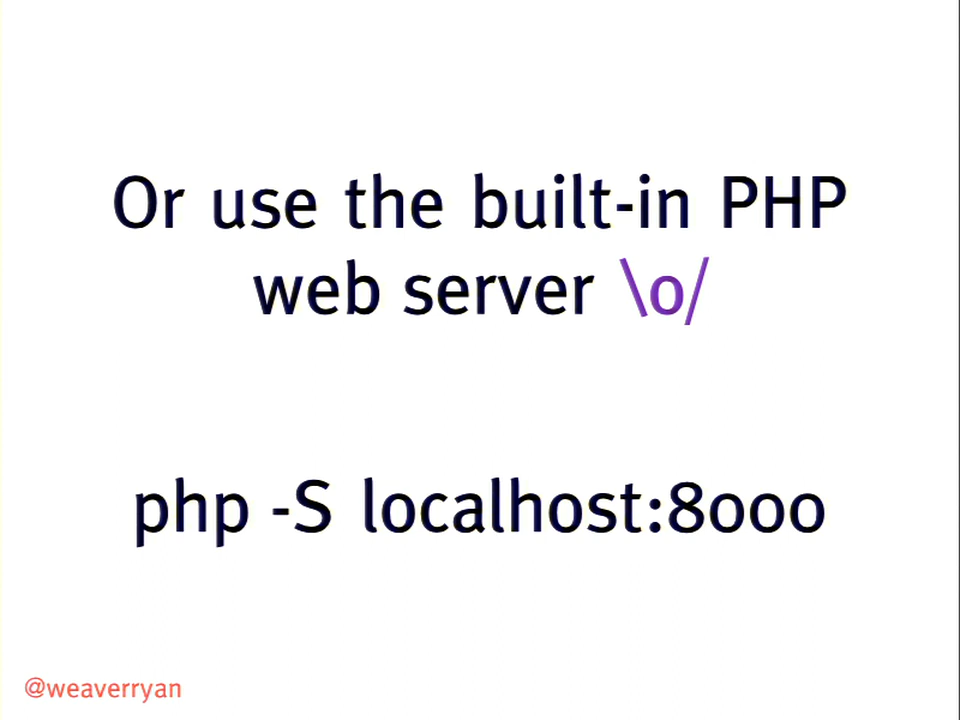 Or use the built-in PHP
web server \o/
php -S localhost:8000
@weaverryan